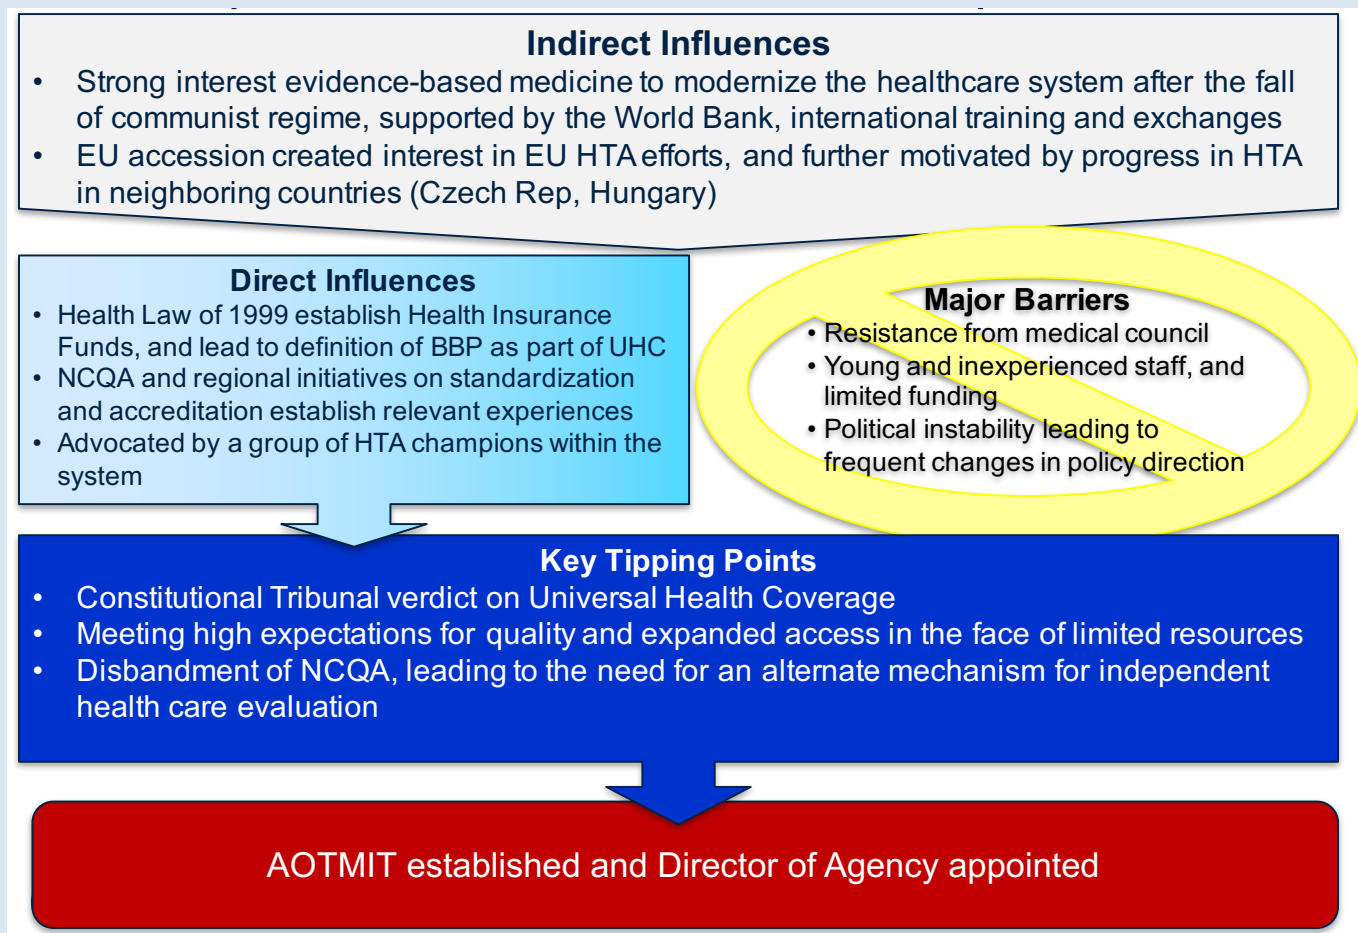 Indirect Influences
• Strong interest evidence-based medicine to modernize the healthcare system after the fall
of communist regime, supported by the World Bank, international training and exchanges
• EU accession created interest in EU HTA efforts, and further motivated by progress in HTA
in neighboring countries (Czech Rep, Hungary)
Direct Influences
• Health Law of 1999 establish Health Insurance
Funds, and lead to definition of BBP as part of UHC
• NCQA and regional initiatives on standardization
and accreditation establish relevant experiences
• Advocated by a group of HTA champions within the
system
Major Barriers
• Resistance from medical council
• Young and inexperienced staff, and
limited funding
• Political instability leading to
frequent changes in policy direction
Key Tipping Points
• Constitutional Tribunal verdict on Universal Health Coverage
• Meeting high expectations for quality and expanded access in the face of limited resources
• Disbandment of NCQA, leading to the need for an alternate mechanism for independent
health care evaluation
AOTMIT established and Director of Agency appointed